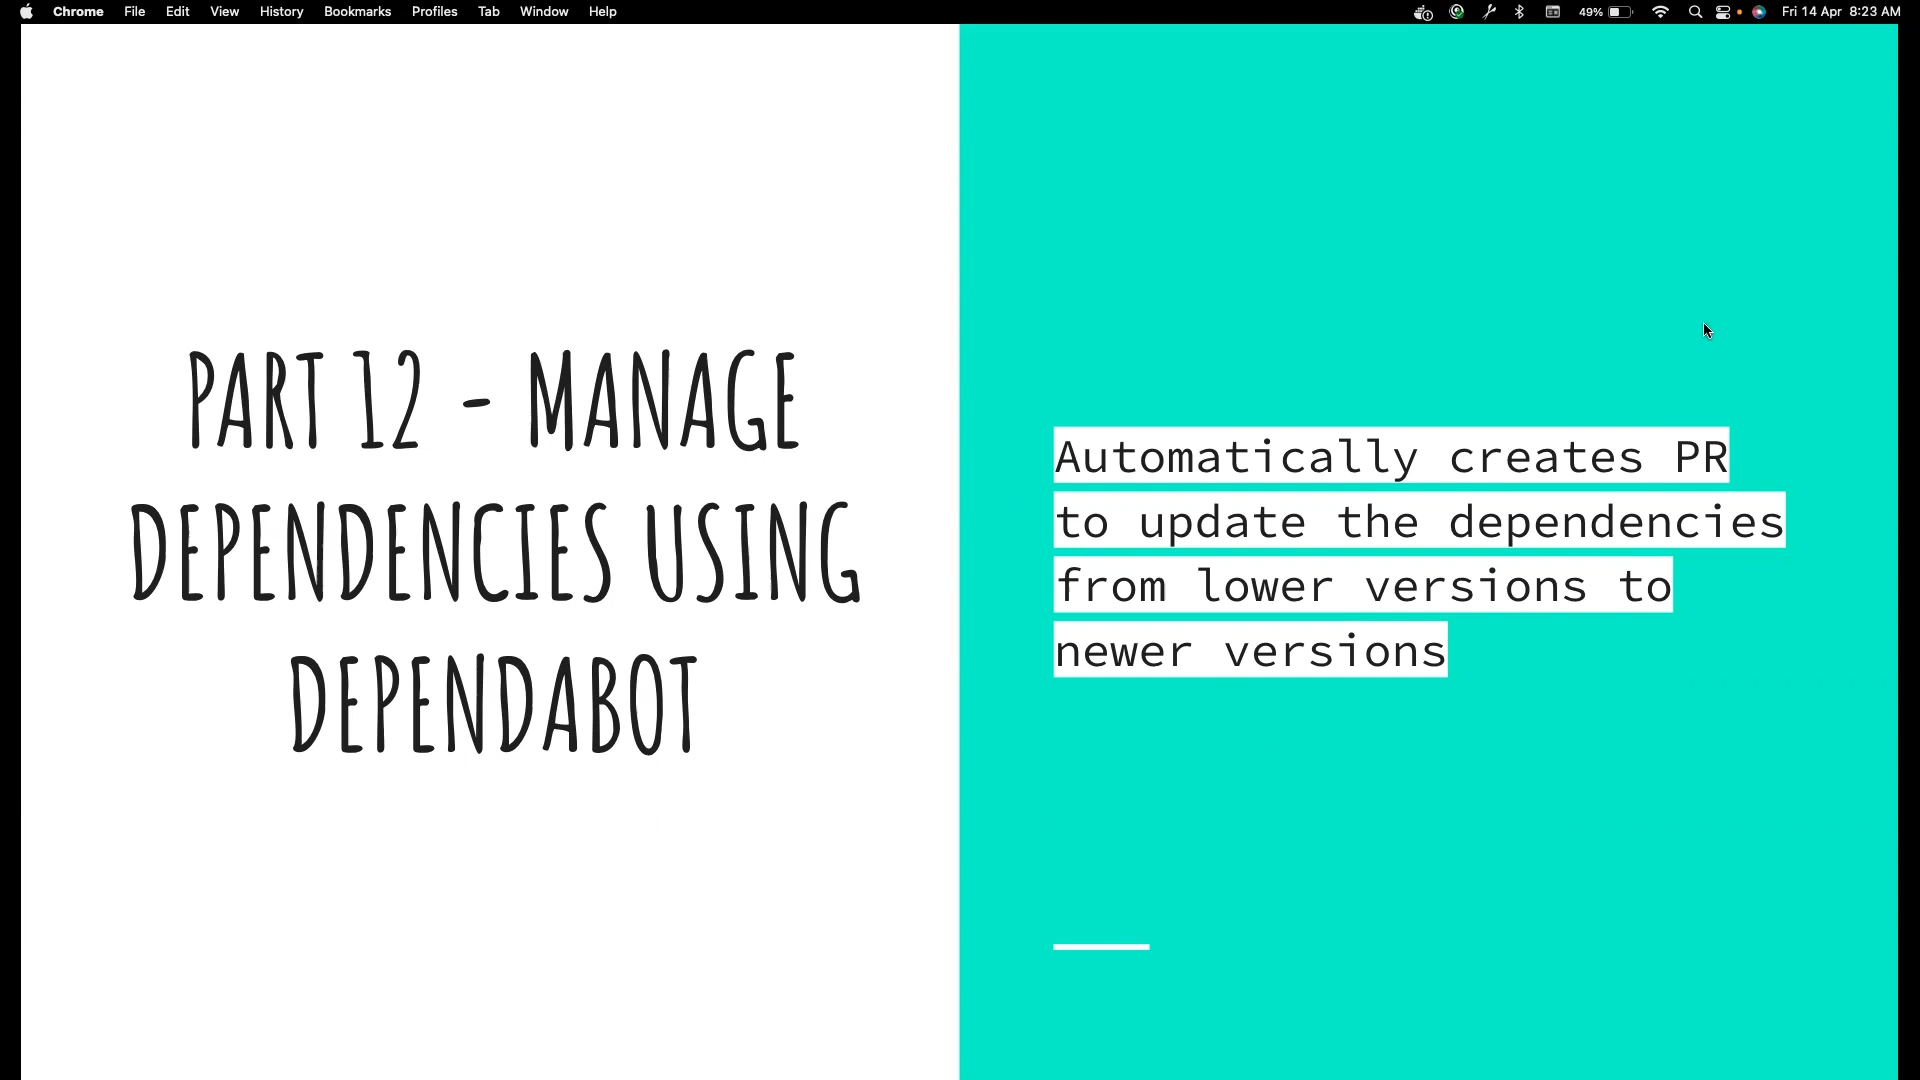 Chrome File Edit View History Bookmarks Profiles Tab Window Help 49% Fri 14 Apr 8:23 AM
PART 12 - MANAGE
DEPENDENCIES USING
DEPENDABOT
Automatically creates PR
to update the dependencies
from lower versions to
newer versions